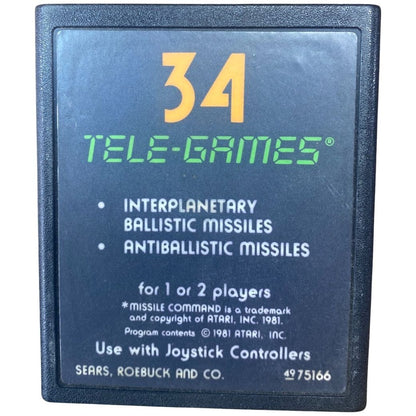 34
TELE-GAMES®
• INTERPLANETARY
BALLISTIC MISSILES
• ANTIBALLISTIC MISSILES
for 1 or 2 players
*MISSILE COMMAND is a trademark
and copyright of ATARI, INC. 1981.
Program contents © 1981 ATARI, INC.
Use with Joystick Controllers
SEARS, ROEBUCK AND CO. 49 75166